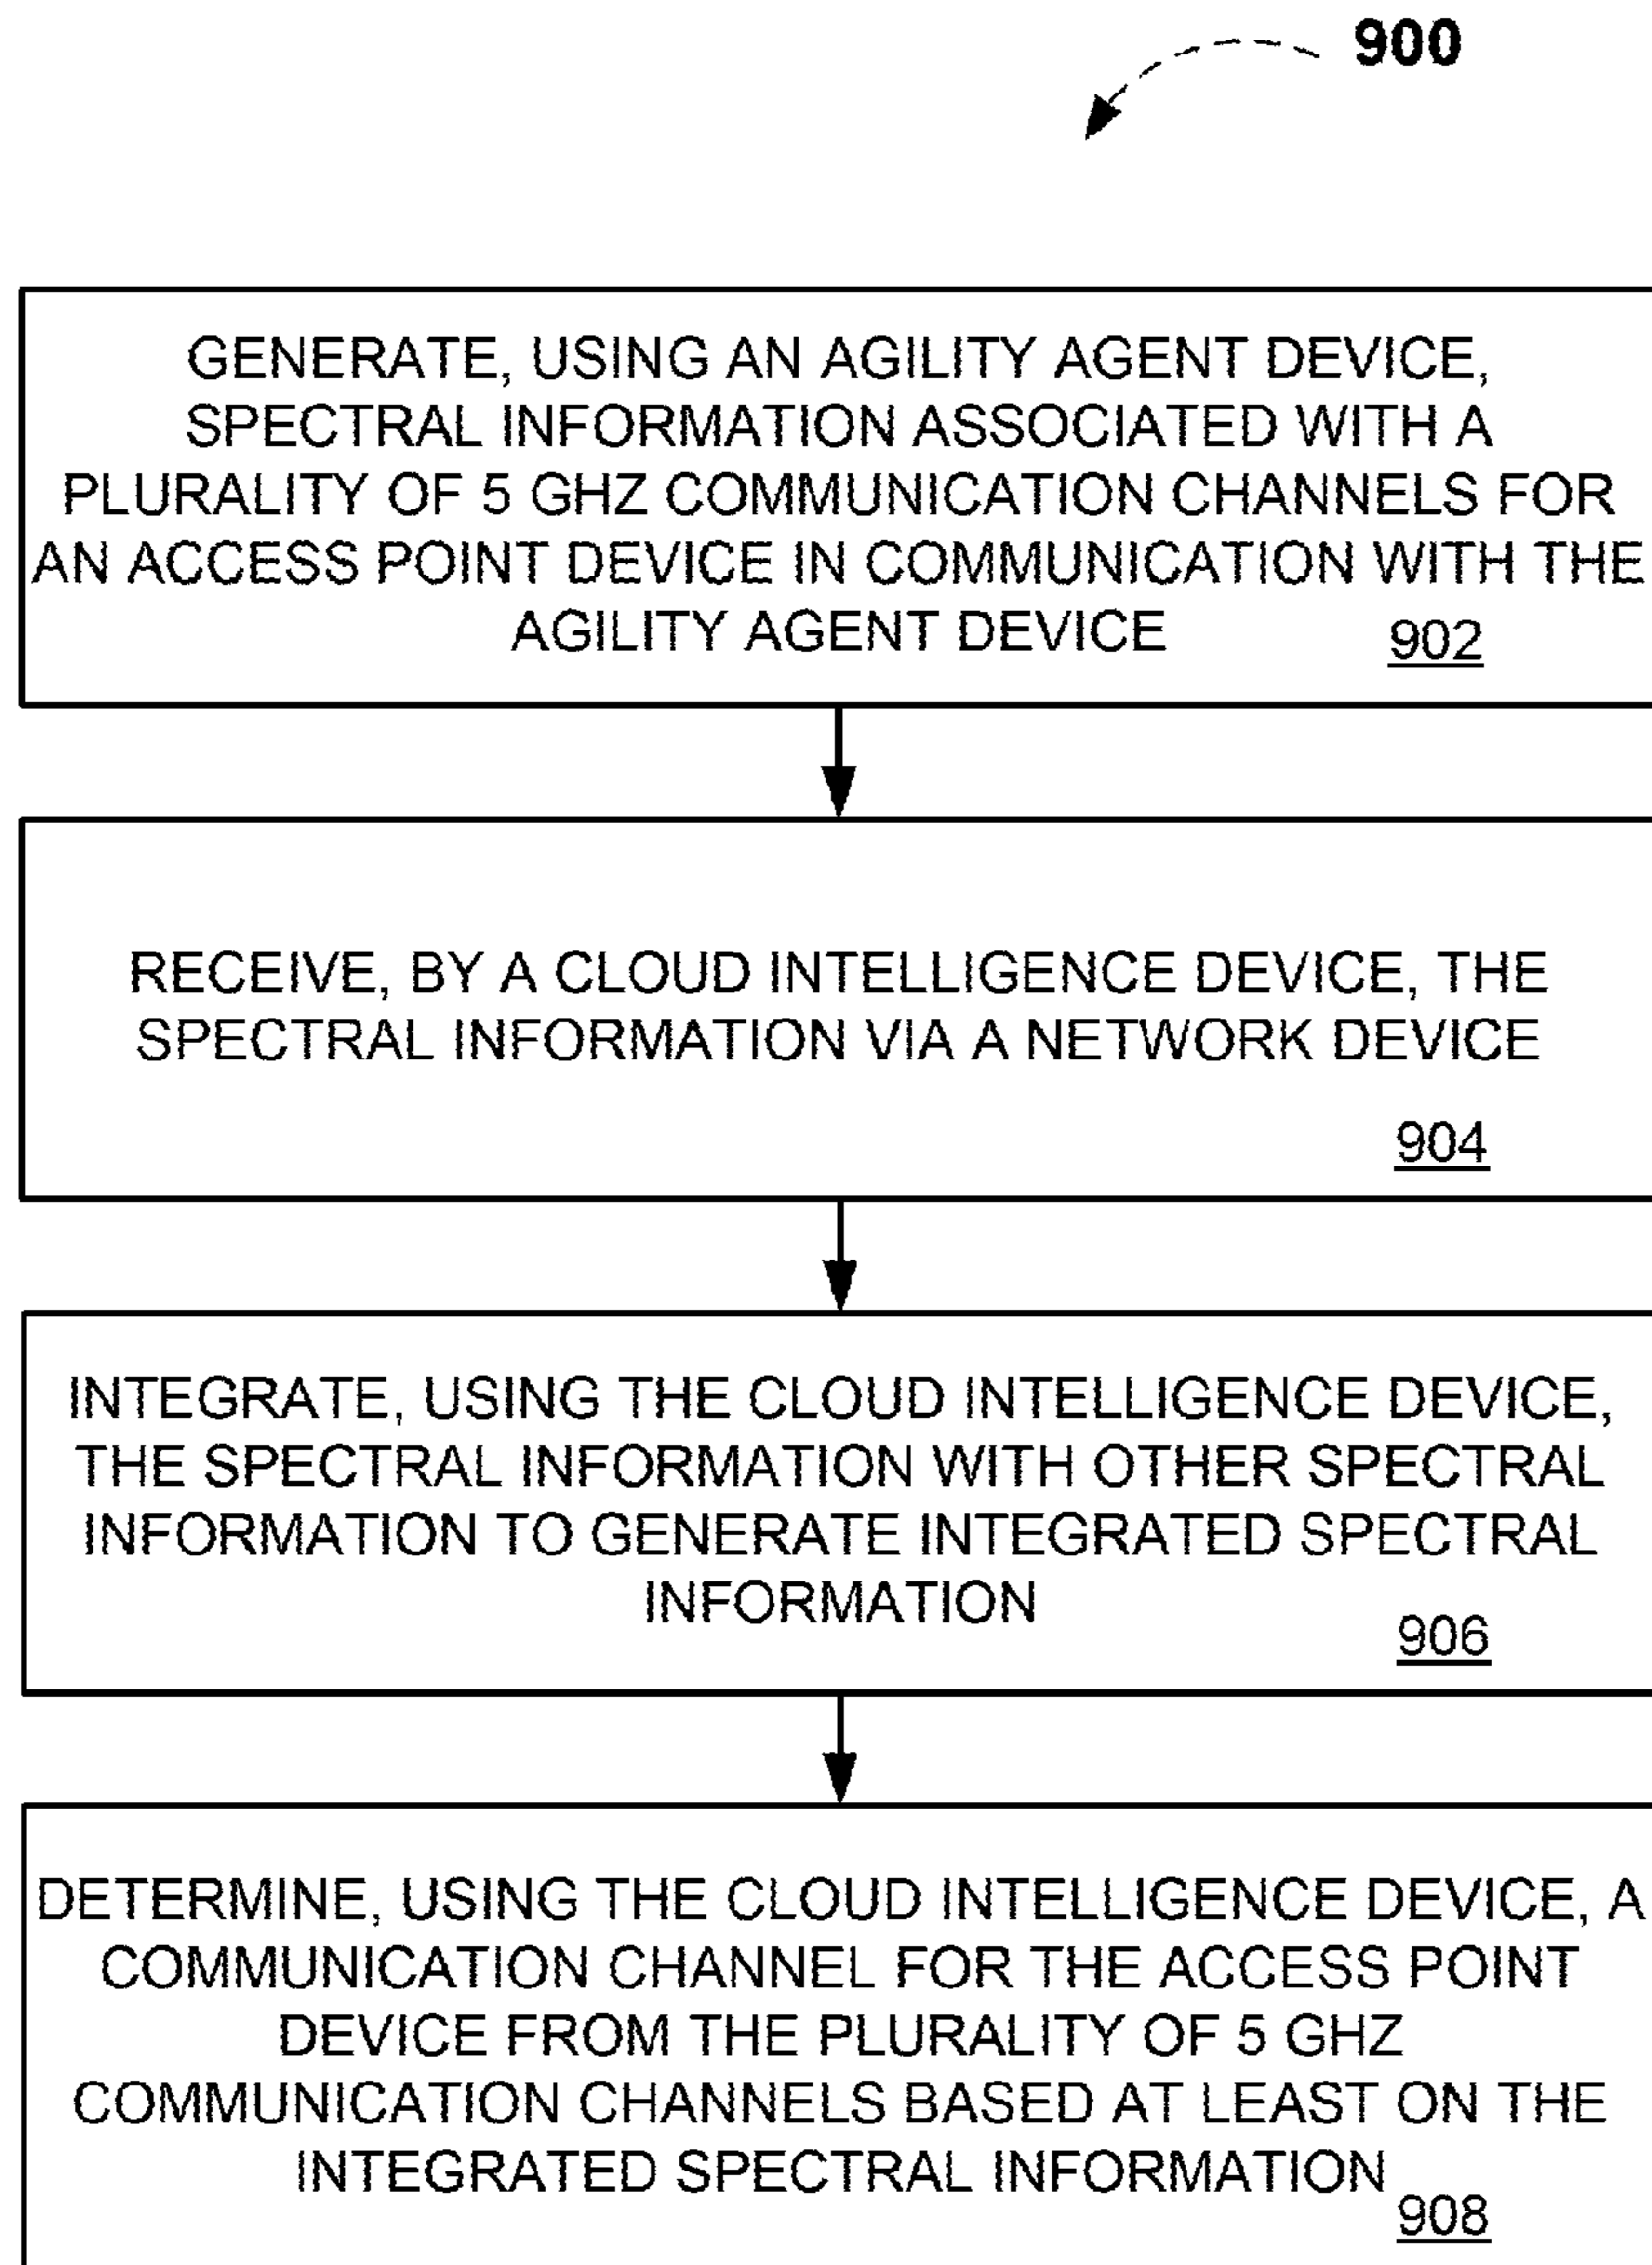 900
GENERATE, USING AN AGILITY AGENT DEVICE,
SPECTRAL INFORMATION ASSOCIATED WITH A
PLURALITY OF 5 GHZ COMMUNICATION CHANNELS FOR
AN ACCESS POINT DEVICE IN COMMUNICATION WITH THE
AGILITY AGENT DEVICE 902
RECEIVE, BY A CLOUD INTELLIGENCE DEVICE, THE
SPECTRAL INFORMATION VIA A NETWORK DEVICE
904
INTEGRATE, USING THE CLOUD INTELLIGENCE DEVICE,
THE SPECTRAL INFORMATION WITH OTHER SPECTRAL
INFORMATION TO GENERATE INTEGRATED SPECTRAL
INFORMATION
906
DETERMINE, USING THE CLOUD INTELLIGENCE DEVICE, A
COMMUNICATION CHANNEL FOR THE ACCESS POINT
DEVICE FROM THE PLURALITY OF 5 GHZ
COMMUNICATION CHANNELS BASED AT LEAST ON THE
INTEGRATED SPECTRAL INFORMATION
908